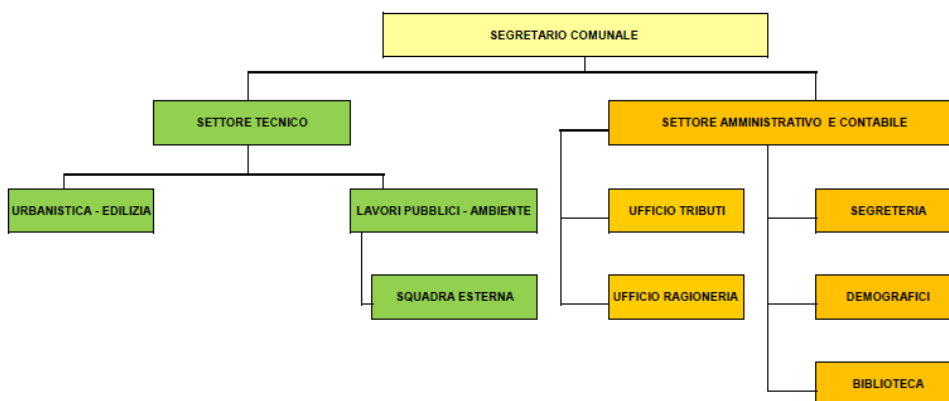 SEGRETARIO COMUNALE
SETTORE TECNICO
SETTORE AMMINISTRATIVO E CONTABILE
URBANISTICA - EDILIZIA
LAVORI PUBBLICI - AMBIENTE
UFFICIO TRIBUTI
SEGRETERIA
SQUADRA ESTERNA
UFFICIO RAGIONERIA
DEMOGRAFICI
BIBLIOTECA